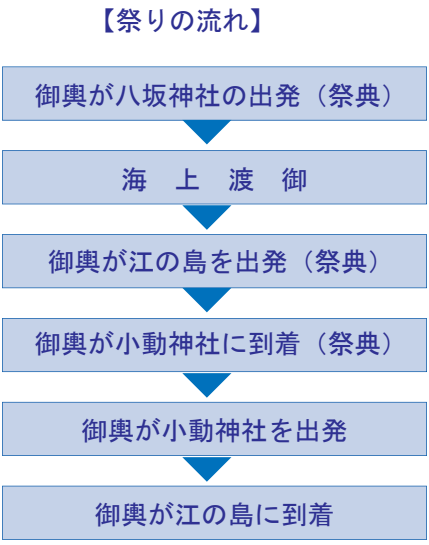 【祭りの流れ】
御輿が八坂神社の出発（祭典）
海　上　渡　御
御輿が江の島を出発（祭典）
御輿が小動神社に到着（祭典）
御輿が小動神社を出発
御輿が江の島に到着